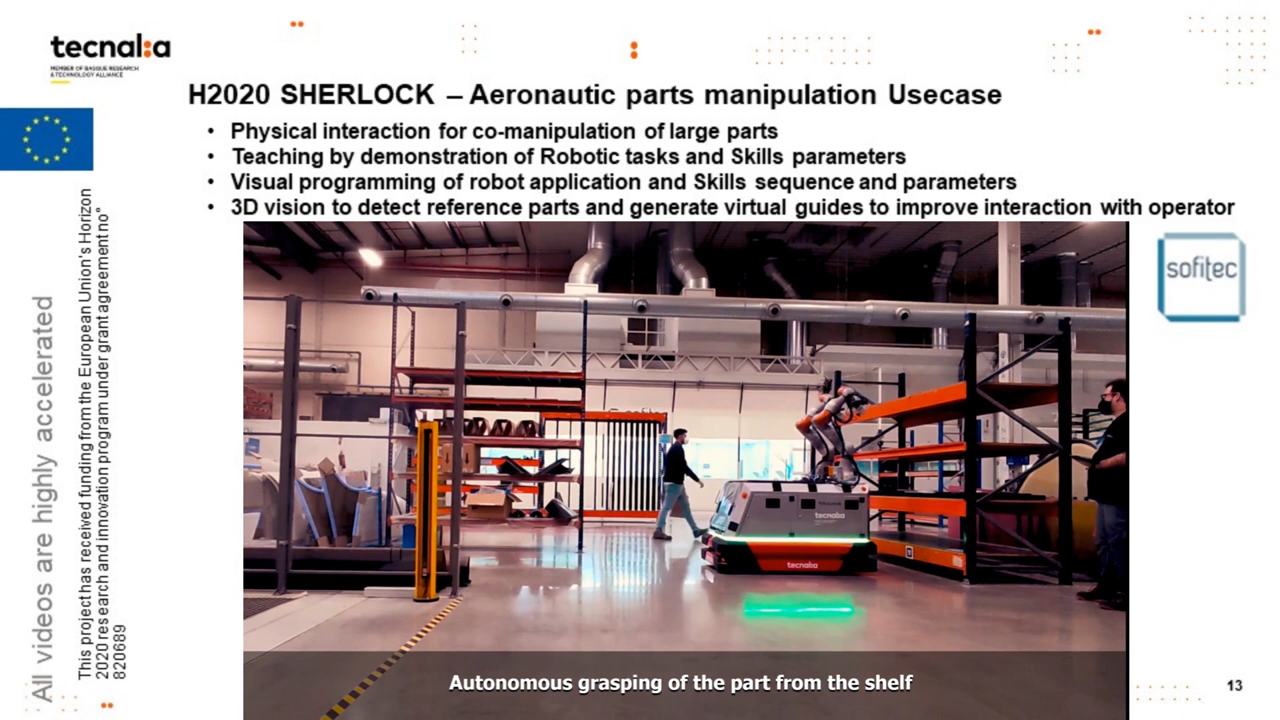 tecnalia
MEMBER OF BASQUE RESEARCH
& TECHNOLOGY ALLIANCE
H2020 SHERLOCK – Aeronautic parts manipulation Usecase
• Physical interaction for co-manipulation of large parts
• Teaching by demonstration of Robotic tasks and Skills parameters
• Visual programming of robot application and Skills sequence and parameters
• 3D vision to detect reference parts and generate virtual guides to improve interaction with operator
sofitec
All videos are highly accelerated
This project has received funding from the European Union's Horizon
2020 research and innovation program under grant agreement no°
820689
tecnalia
tecnalia
Autonomous grasping of the part from the shelf
13